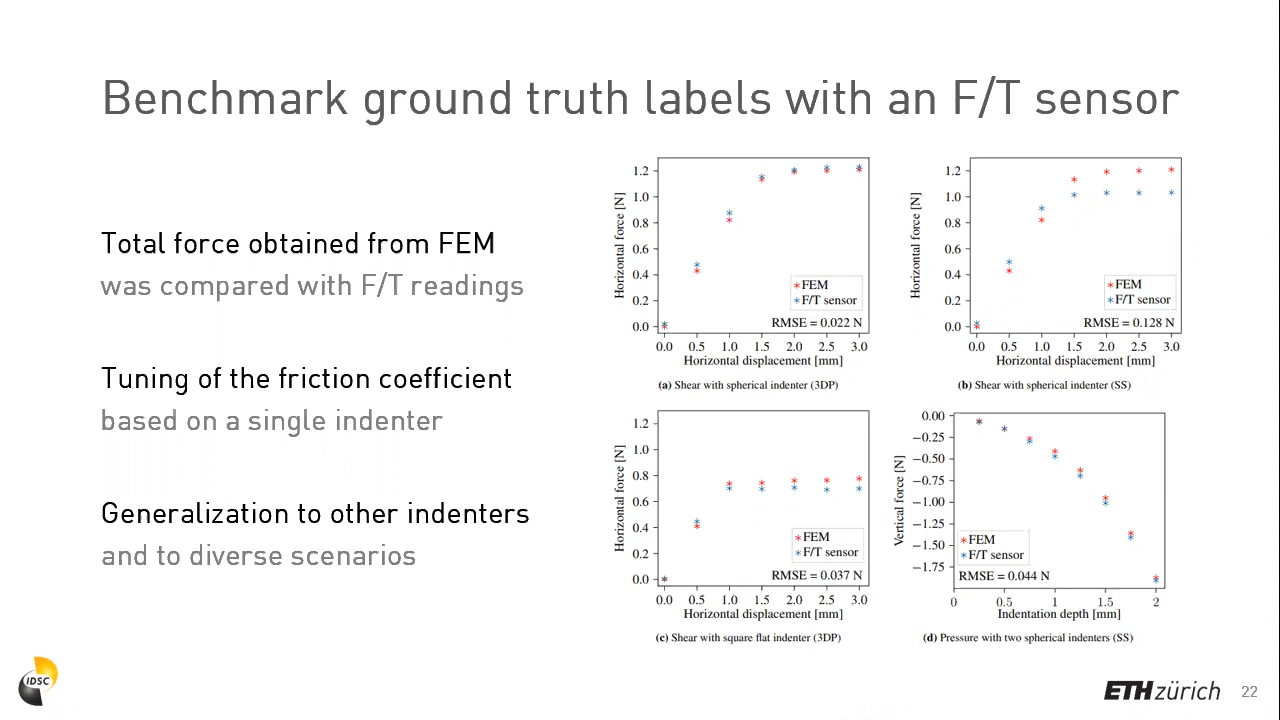 Benchmark ground truth labels with an F/T sensor
Total force obtained from FEM
was compared with F/T readings
Tuning of the friction coefficient
based on a single indenter
Generalization to other indenters
and to diverse scenarios
Horizontal force [N]
1.2
1.0
0.8
0.6
0.4
0.2
0.0
FEM
F/T sensor
RMSE = 0.022 N
0.0 0.5 1.0 1.5 2.0 2.5 3.0
Horizontal displacement [mm]
(a) Shear with spherical indenter (3DP)
Horizontal force [N]
1.2
1.0
0.8
0.6
0.4
0.2
0.0
FEM
F/T sensor
RMSE = 0.128 N
0.0 0.5 1.0 1.5 2.0 2.5 3.0
Horizontal displacement [mm]
(b) Shear with spherical indenter (SS)
Horizontal force [N]
1.2
1.0
0.8
0.6
0.4
0.2
0.0
FEM
F/T sensor
RMSE = 0.037 N
0.0 0.5 1.0 1.5 2.0 2.5 3.0
Horizontal displacement [mm]
(c) Shear with square flat indenter (3DP)
Vertical force [N]
0.00
−0.25
−0.50
−0.75
−1.00
−1.25
−1.50
−1.75
FEM
F/T sensor
RMSE = 0.044 N
0 0.5 1 1.5 2
Indentation depth [mm]
(d) Pressure with two spherical indenters (SS)
IDSC
ETH zürich
22